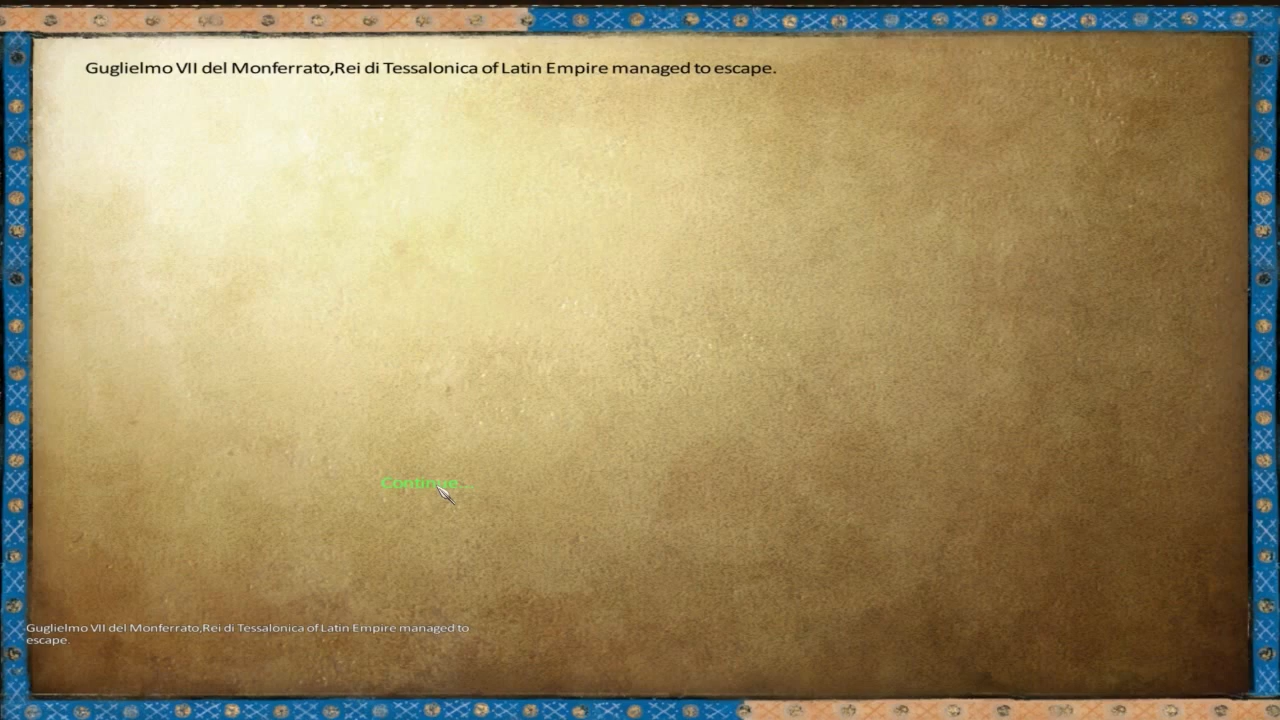 Guglielmo VII del Monferrato,Rei di Tessalonica of Latin Empire managed to escape.
Continue...
Guglielmo VII del Monferrato,Rei di Tessalonica of Latin Empire managed to
escape.